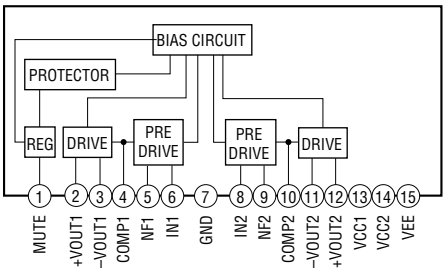 BIAS CIRCUIT
PROTECTOR
REG
DRIVE
PRE
DRIVE
PRE
DRIVE
DRIVE
1 2 3 4 5 6 7 8 9 10 11 12 13 14 15
MUTE
+VOUT1
−VOUT1
COMP1
NF1
IN1
GND
IN2
NF2
COMP2
−VOUT2
+VOUT2
VCC1
VCC2
VEE